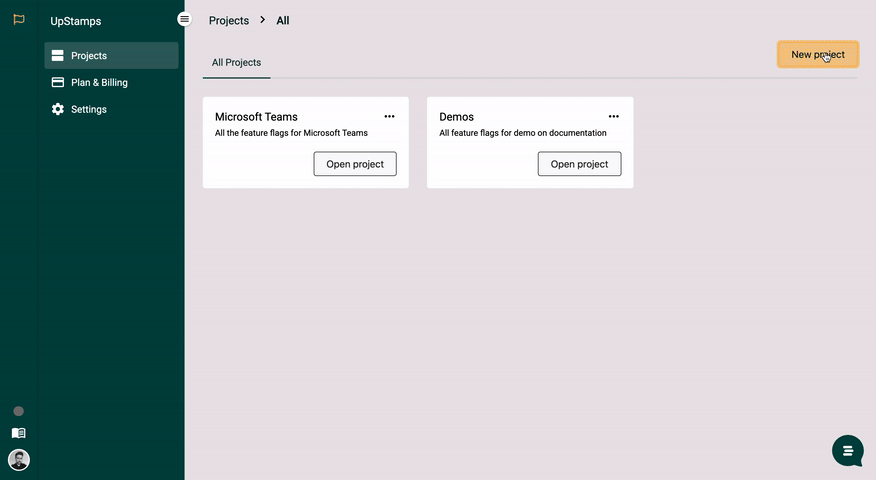 UpStamps
Projects
Plan & Billing
Settings
Projects > All
All Projects
New project
Microsoft Teams
All the feature flags for Microsoft Teams
Open project
Demos
All feature flags for demo on documentation
Open project